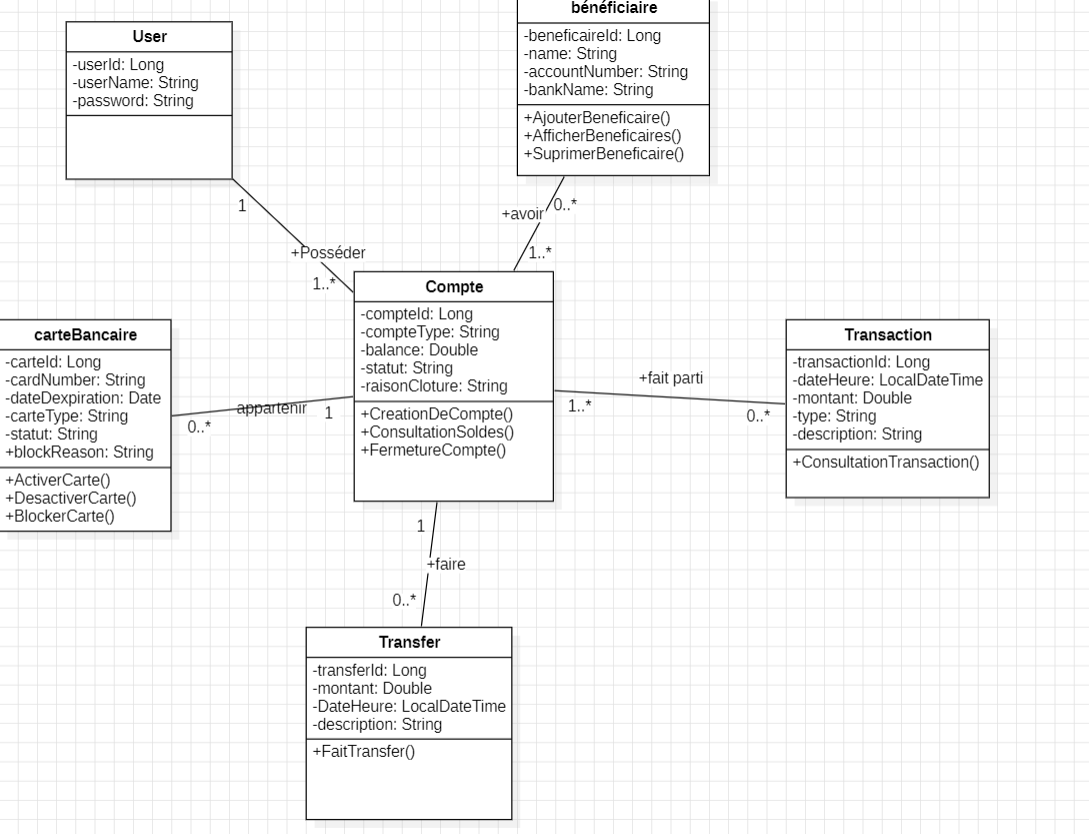 bénéficiaire
-beneficaireId: Long
-name: String
-accountNumber: String
-bankName: String
+AjouterBeneficaire()
+AfficherBeneficaires()
+SuprimerBeneficaire()
User
-userId: Long
-userName: String
-password: String
1
+Posséder
1..*
+avoir
0..*
1..*
Compte
-compteId: Long
-compteType: String
-balance: Double
-statut: String
-raisonCloture: String
+CreationDeCompte()
+ConsultationSoldes()
+FermetureCompte()
carteBancaire
-carteId: Long
-cardNumber: String
-dateDexpiration: Date
-carteType: String
-statut: String
+blockReason: String
+ActiverCarte()
+DesactiverCarte()
+BlockerCarte()
appartenir
0..*
1
+fait parti
1..*
0..*
Transaction
-transactionId: Long
-dateHeure: LocalDateTime
-montant: Double
-type: String
-description: String
+ConsultationTransaction()
1
+faire
0..*
Transfer
-transferId: Long
-montant: Double
-DateHeure: LocalDateTime
-description: String
+FaitTransfer()